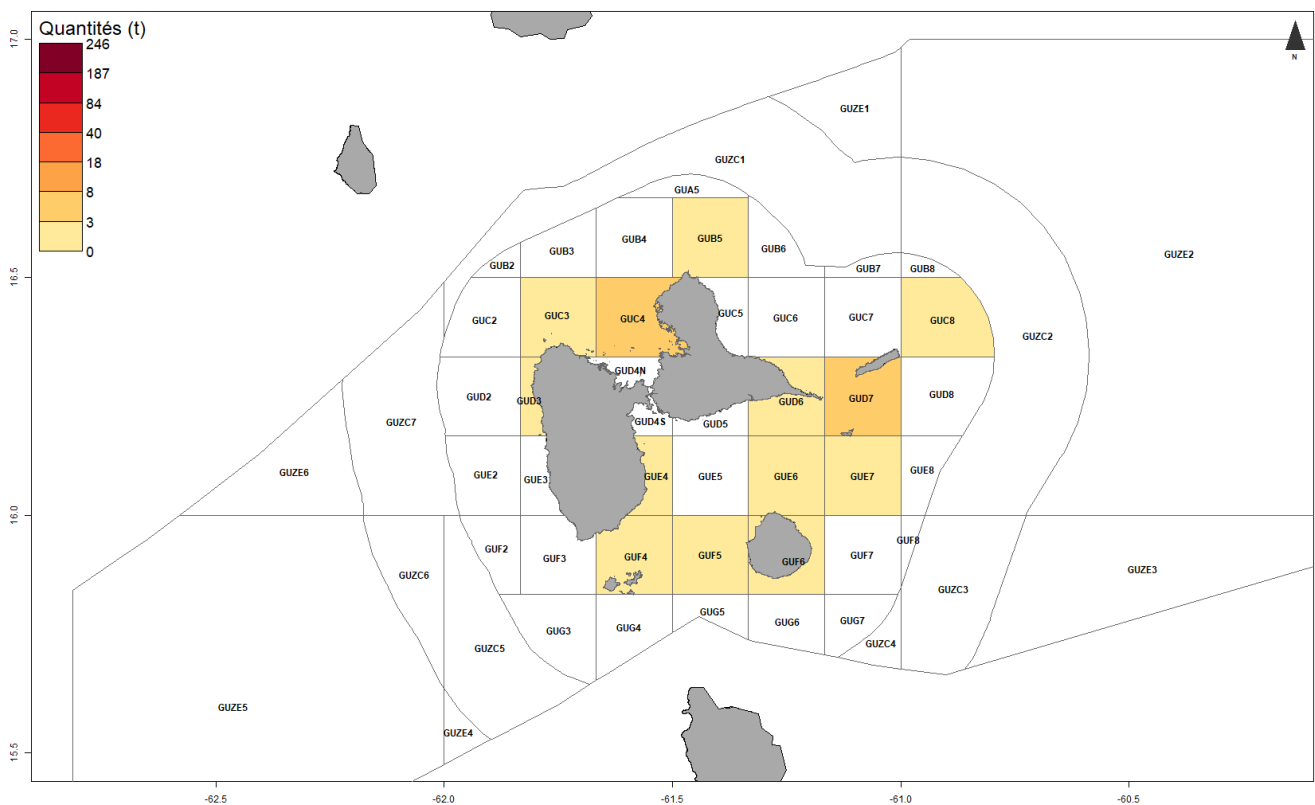 Quantités (t)
246
187
84
40
18
8
3
0
N
17.0
16.5
16.0
15.5
-62.5
-62.0
-61.5
-61.0
-60.5
GUZE1
GUZC1
GUA5
GUB2
GUB3
GUB4
GUB5
GUB6
GUB7
GUB8
GUZE2
GUC2
GUC3
GUC4
GUC5
GUC6
GUC7
GUC8
GUZC2
GUD4N
GUD2
GUD3
GUD4S
GUD5
GUD6
GUD7
GUD8
GUZC7
GUZE6
GUE2
GUE3
GUE4
GUE5
GUE6
GUE7
GUE8
GUF2
GUF3
GUF4
GUF5
GUF6
GUF7
GUF8
GUZC6
GUZC3
GUZE3
GUG3
GUG4
GUG5
GUG6
GUG7
GUZC5
GUZC4
GUZE5
GUZE4